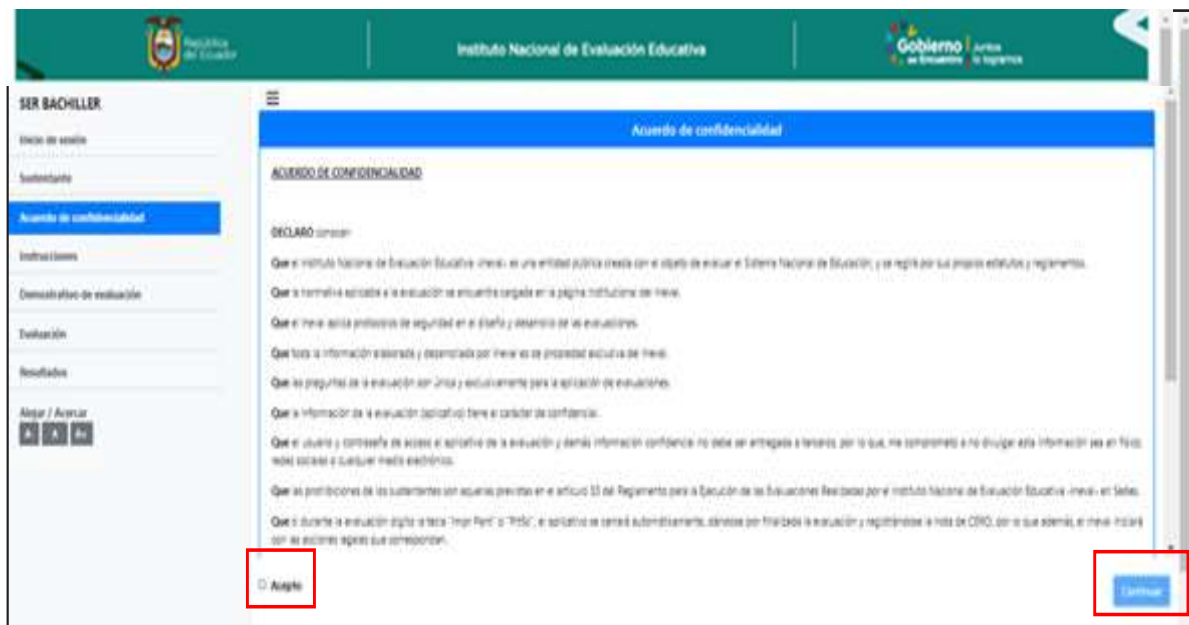 República
del Ecuador
Instituto Nacional de Evaluación Educativa
Gobierno
del Encuentro
Juntos
lo logramos
SER BACHILLER
Inicio de sesión
Sustentante
Acuerdo de confidencialidad
Instrucciones
Demostrativo de evaluación
Evaluación
Resultados
Alejar / Acercar
A- A A+
Acuerdo de confidencialidad
ACUERDO DE CONFIDENCIALIDAD
DECLARO conocer:
Que el Instituto Nacional de Evaluación Educativa -Ineval- es una entidad pública creada con el objeto de evaluar el Sistema Nacional de Educación, y se regirá por sus propios estatutos y reglamentos.
Que la normativa aplicable a la evaluación se encuentra cargada en la página institucional del Ineval.
Que el Ineval aplica protocolos de seguridad en el diseño y desarrollo de las evaluaciones.
Que toda la información elaborada y desarrollada por Ineval es de propiedad exclusiva del Ineval.
Que las preguntas de la evaluación son única y exclusivamente para la aplicación de evaluaciones.
Que la información de la evaluación (aplicativo) tiene el carácter de confidencial.
Que el usuario y contraseña de acceso al aplicativo de la evaluación y demás información confidencial no debe ser entregada a terceros, por lo que, me comprometo a no divulgar esta información sea en físico,
redes sociales o cualquier medio electrónico.
Que las prohibiciones de los sustentantes son aquellas previstas en el artículo 33 del Reglamento para la Ejecución de las Evaluaciones Realizadas por el Instituto Nacional de Evaluación Educativa -Ineval- en Sedes.
Que si durante la evaluación digito la tecla "Impr Pant" o "PrtSc", el aplicativo se cerrará automáticamente, dándose por finalizada la evaluación y registrándose la nota de CERO, por lo que además, el Ineval iniciará
con las acciones legales que correspondan.
Acepto
Continuar